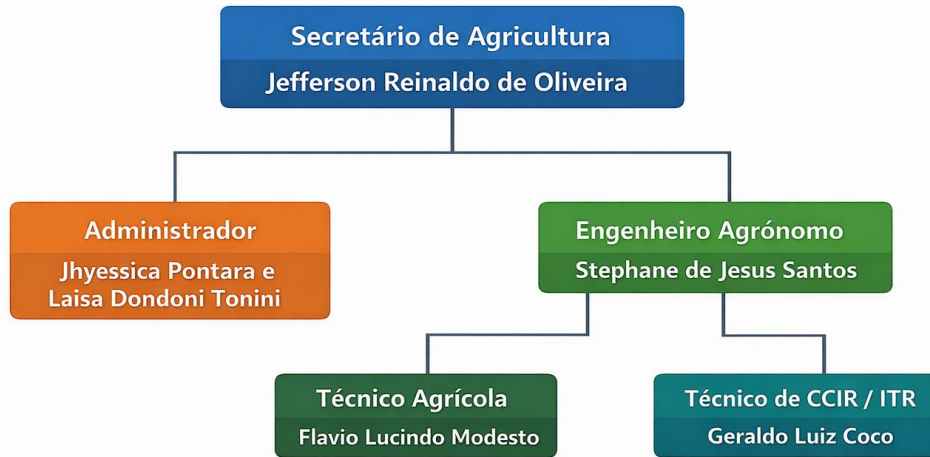 Secretário de Agricultura
Jefferson Reinaldo de Oliveira
Administrador
Jhyessica Pontara e
Laisa Dondoni Tonini
Engenheiro Agrónomo
Stephane de Jesus Santos
Técnico Agrícola
Flavio Lucindo Modesto
Técnico de CCIR / ITR
Geraldo Luiz Coco